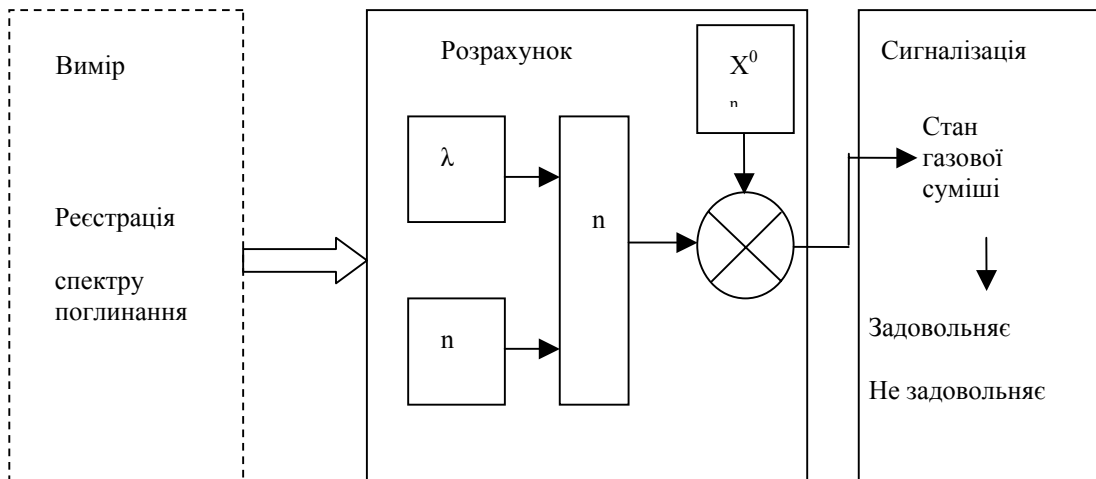 Вимір
Реєстрація
спектру
поглинання
Розрахунок
X⁰
n
λ
n
n
Сигналізація
Стан
газової
суміші
Задовольняє
Не задовольняє